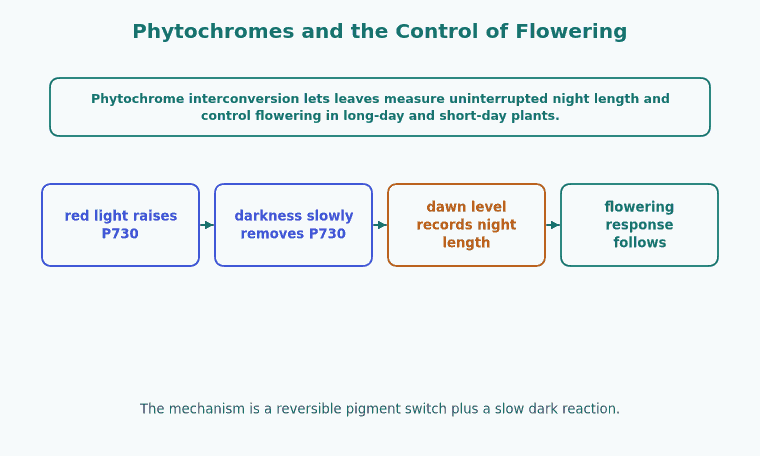 Phytochromes and the Control of Flowering
Phytochrome interconversion lets leaves measure uninterrupted night length and
control flowering in long-day and short-day plants.
red light raises
P730
darkness slowly
removes P730
dawn level
records night
length
flowering
response
follows
The mechanism is a reversible pigment switch plus a slow dark reaction.